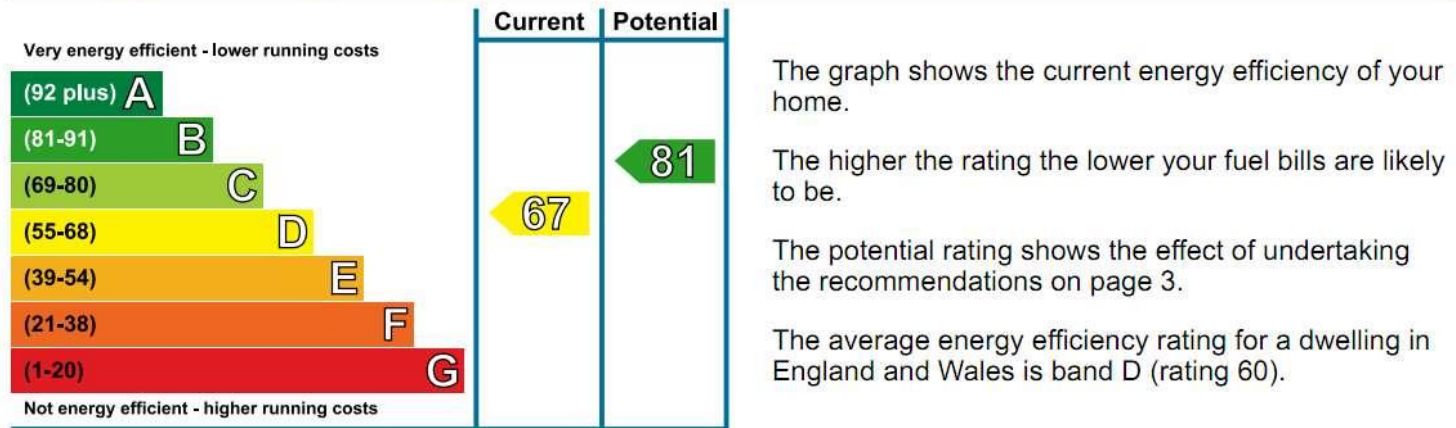 Current Potential
Very energy efficient - lower running costs
(92 plus) A
(81-91) B
(69-80) C
(55-68) D
(39-54) E
(21-38) F
(1-20) G
Not energy efficient - higher running costs
67
81
The graph shows the current energy efficiency of your
home.
The higher the rating the lower your fuel bills are likely
to be.
The potential rating shows the effect of undertaking
the recommendations on page 3.
The average energy efficiency rating for a dwelling in
England and Wales is band D (rating 60).